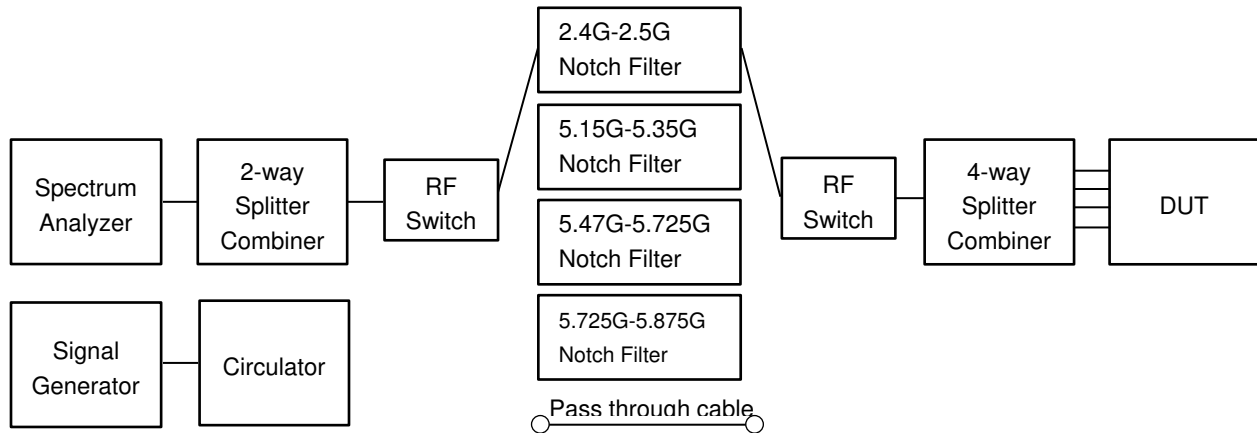 2.4G-2.5G
Notch Filter
5.15G-5.35G
Notch Filter
Spectrum
Analyzer
2-way
Splitter
Combiner
RF
Switch
RF
Switch
4-way
Splitter
Combiner
DUT
5.47G-5.725G
Notch Filter
5.725G-5.875G
Notch Filter
Signal
Generator
Circulator
Pass through cable